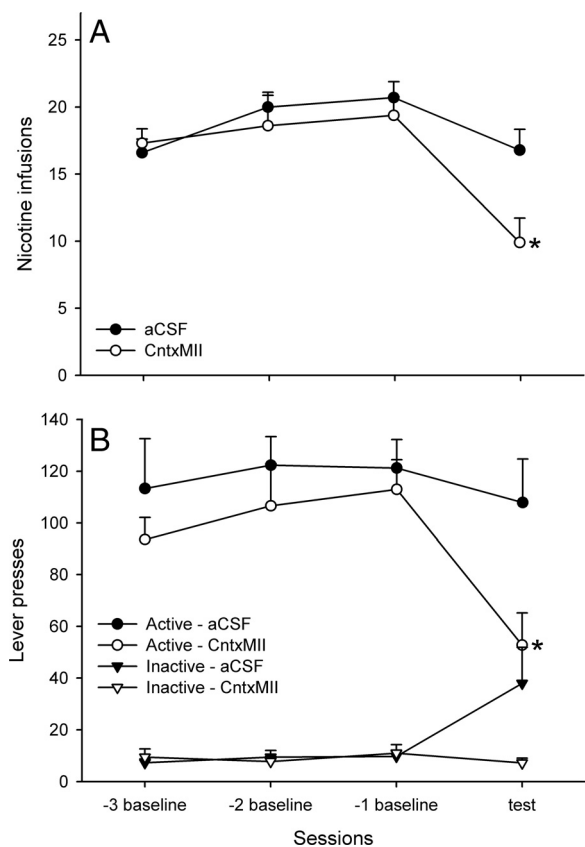 A
25
20
15
10
5
0
Nicotine infusions
aCSF
CntxMII
*
B
140
120
100
80
60
40
20
0
Lever presses
Active - aCSF
Active - CntxMII
Inactive - aCSF
Inactive - CntxMII
*
-3 baseline -2 baseline -1 baseline test
Sessions